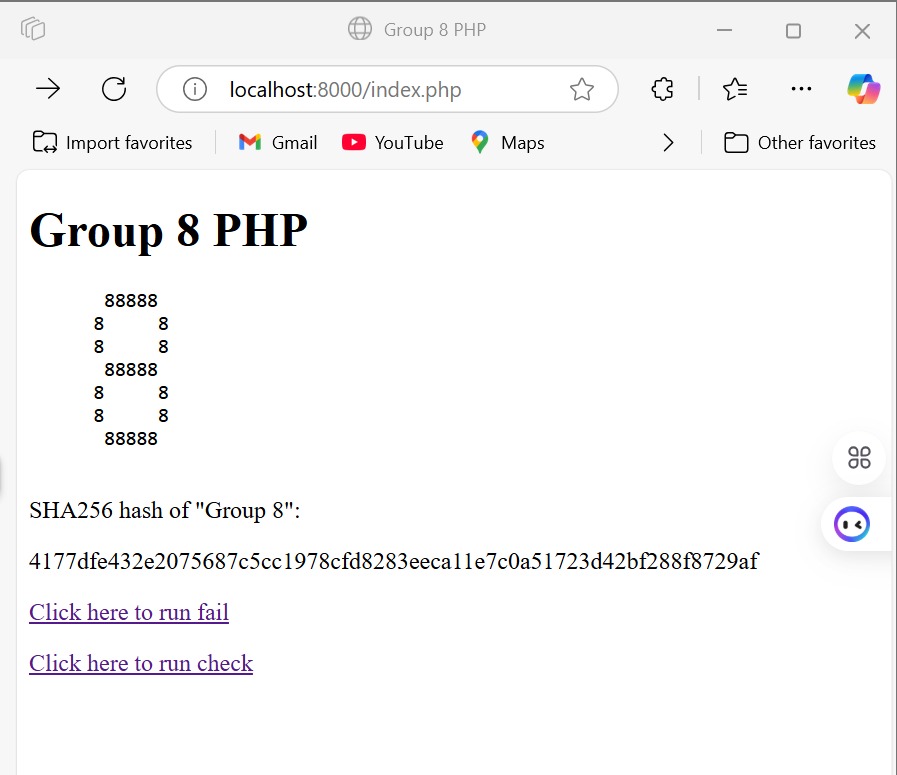 Group 8 PHP
localhost:8000/index.php
Import favorites Gmail YouTube Maps Other favorites
Group 8 PHP
 88888
8     8
8     8
 88888
8     8
8     8
 88888
SHA256 hash of "Group 8":
4177dfe432e2075687c5cc1978cfd8283eeca11e7c0a51723d42bf288f8729af
Click here to run fail
Click here to run check